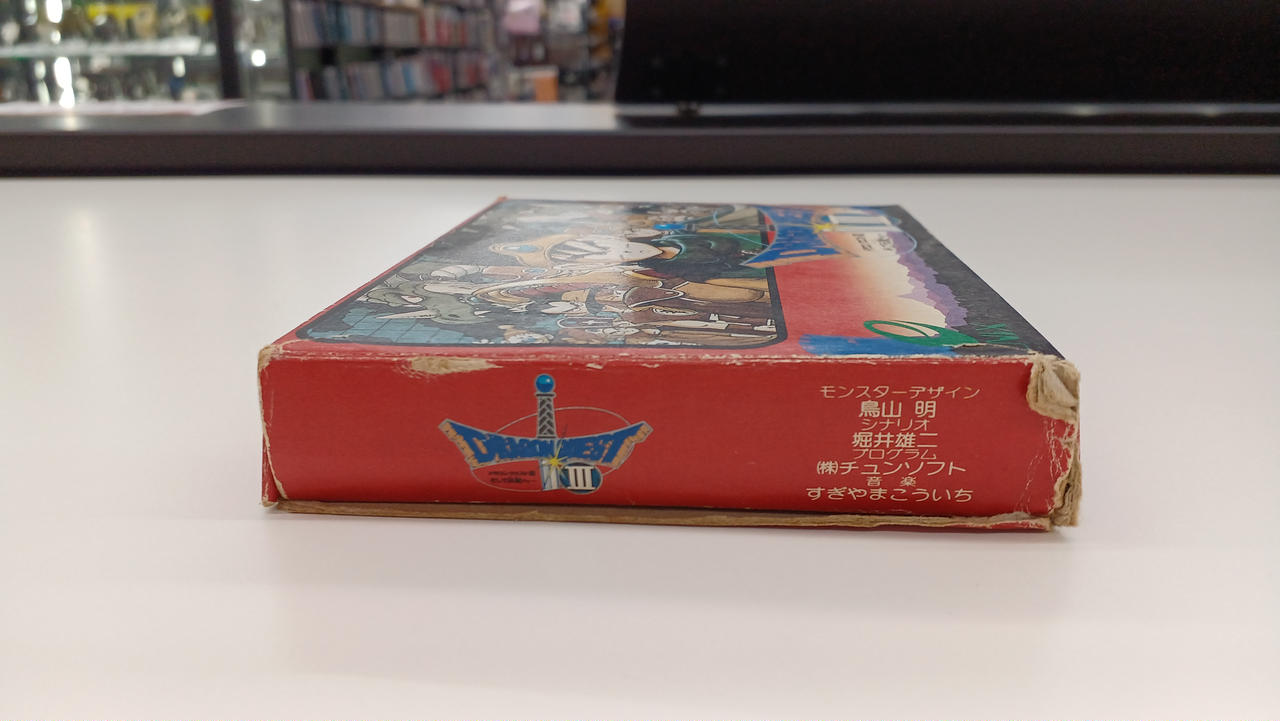 DRAGON QUEST
III
モンスターデザイン
鳥山 明
シナリオ
堀井雄二
プログラム
㈱チュンソフト
音 楽
すぎやまこういち